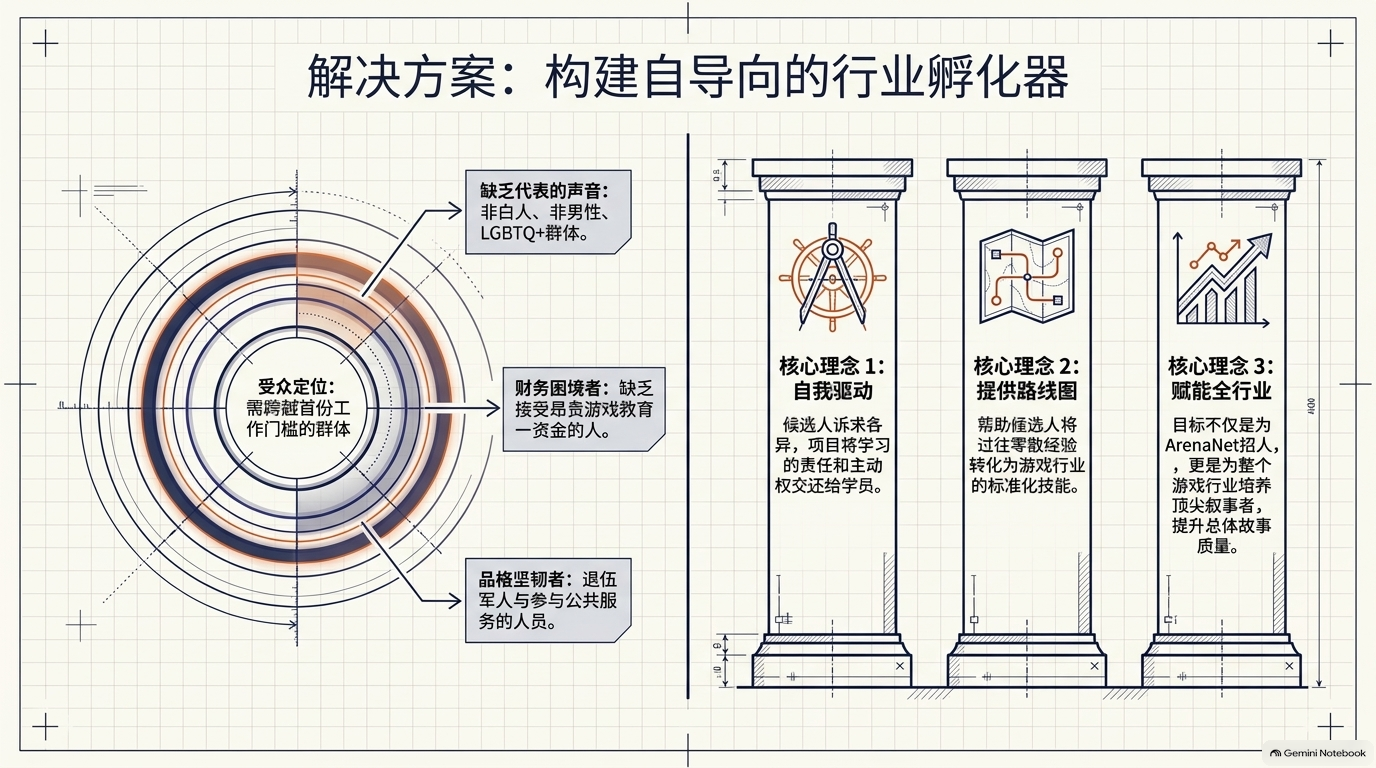 解决方案：构建自导向的行业孵化器
缺乏代表的声音：
非白人、非男性、
LGBTQ+群体。
受众定位：
需跨越首份工
作门槛的群体
财务困境者：缺乏
接受昂贵游戏教育
一资金的人。
品格坚韧者：退伍
军人与参与公共服
务的人员。
核心理念 1：
自我驱动
候选人诉求各
异，项目将学习
的责任和主动
权交还给学员。
核心理念 2：
提供路线图
帮助候选人将
过往零散经验
转化为游戏行业
的标准化技能。
核心理念 3：
赋能全行业
目标不仅是为
ArenaNet招人，
，更是为整个
游戏行业培养
顶尖叙事者，
提升总体故事
质量。
Gemini Notebook